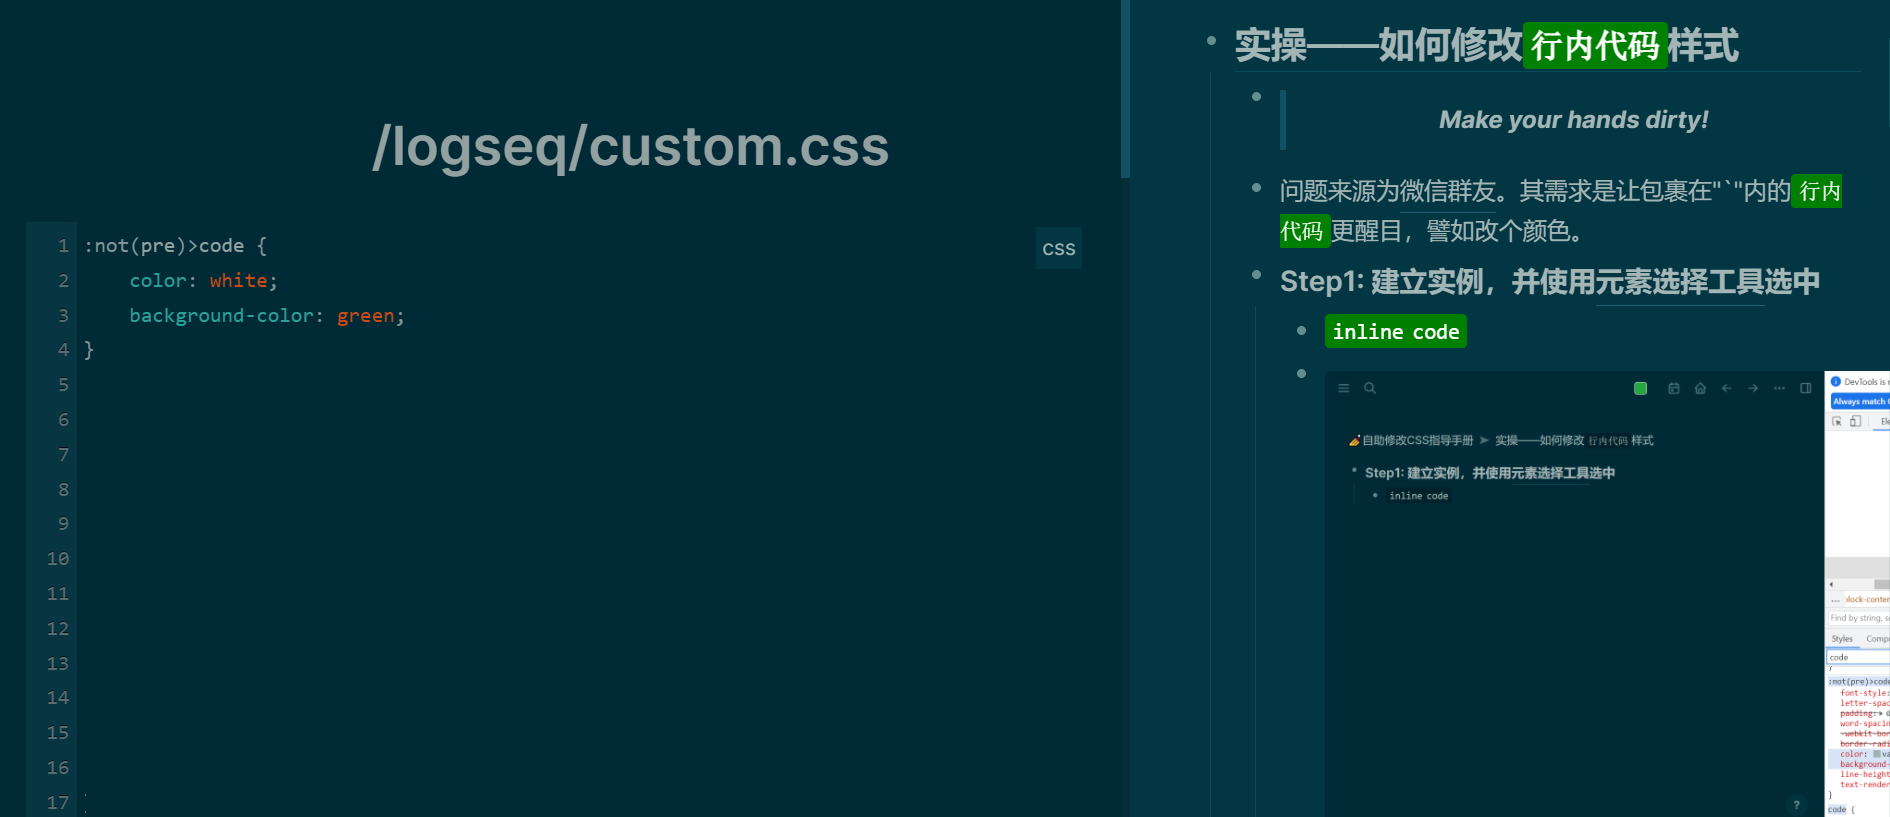 /logseq/custom.css
css
1 :not(pre)>code {
2 color: white;
3 background-color: green;
4 }
5
6
7
8
9
10
11
12
13
14
15
16
17
实操——如何修改行内代码样式
Make your hands dirty!
问题来源为微信群友。其需求是让包裹在"`"内的行内
代码更醒目，譬如改个颜色。
Step1: 建立实例，并使用元素选择工具选中
inline code
自助修改CSS指导手册 ➤ 实操——如何修改行内代码样式
Step1: 建立实例，并使用元素选择工具选中
inline code
?
DevTools is
Always match
Ele
...
lock-conten
Find by string, s
Styles Comp
code
}
:not(pre)>code
font-style:
letter-spac
padding:
word-spacin
-webkit-bor
border-radi
color: va
background-
line-height
text-render
}
code {